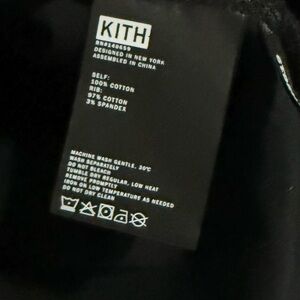 KITH
RN#140659
DESIGNED IN NEW YORK
ASSEMBLED IN CHINA
SELF:
100% COTTON
RIB:
97% COTTON
3% SPANDEX
MACHINE WASH GENTLE, 30°C
WASH SEPARATELY
DO NOT BLEACH
TUMBLE DRY REGULAR, LOW HEAT
REMOVE PROMPTLY
IRON ON LOW TEMPERATURE AS NEEDED
DO NOT DRY CLEAN